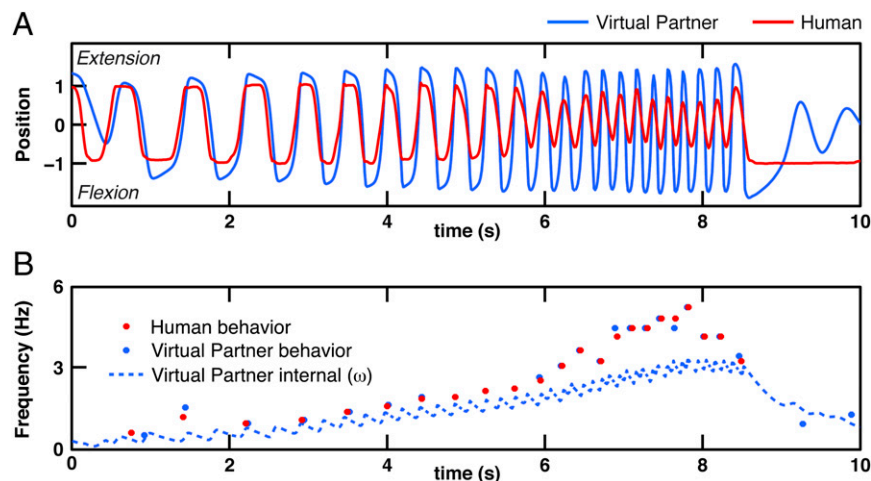 A
Virtual Partner
Human
Extension
Position
1
0
−1
Flexion
0
2
4
6
8
10
time (s)
B
Frequency (Hz)
6
3
0
Human behavior
Virtual Partner behavior
Virtual Partner internal (ω)
0
2
4
6
8
10
time (s)